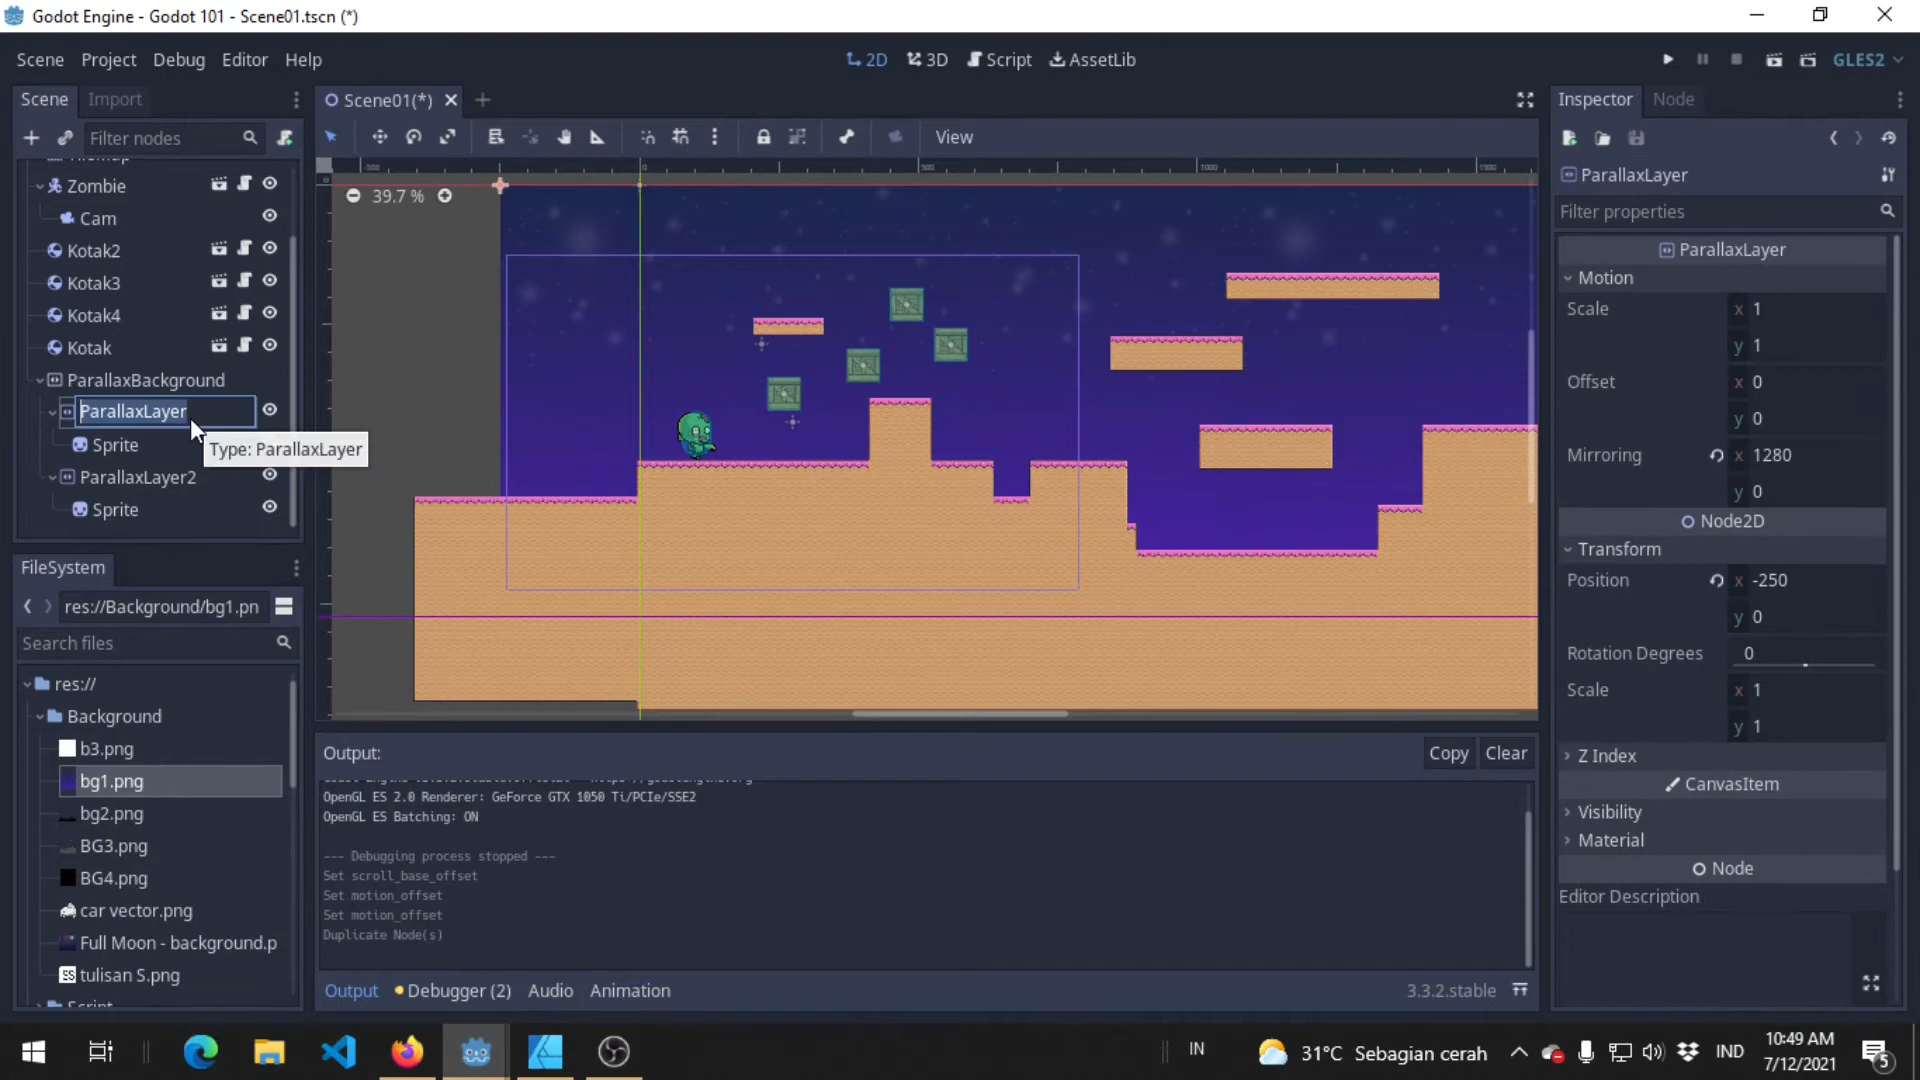 Godot Engine - Godot 101 - Scene01.tscn (*)
Scene Project Debug Editor Help
2D 3D Script AssetLib
GLES2
Scene Import
Scene01(*)
Inspector Node
Filter nodes
View
39.7 %
-500 0 500 1000 1500
Zombie
Cam
Kotak2
Kotak3
Kotak4
Kotak
ParallaxBackground
ParallaxLayer
Type: ParallaxLayer
Sprite
ParallaxLayer2
Sprite
FileSystem
res://Background/bg1.pn
Search files
res://
Background
b3.png
bg1.png
bg2.png
BG3.png
BG4.png
car vector.png
Full Moon - background.p
tulisan S.png
Script
Output:
Copy Clear
OpenGL ES 2.0 Renderer: GeForce GTX 1050 Ti/PCIe/SSE2
OpenGL ES Batching: ON
--- Debugging process stopped ---
Set scroll_base_offset
Set motion_offset
Set motion_offset
Duplicate Node(s)
Output Debugger (2) Audio Animation
3.3.2.stable
ParallaxLayer
Filter properties
ParallaxLayer
Motion
Scale x 1
y 1
Offset x 0
y 0
Mirroring x 1280
y 0
Node2D
Transform
Position x -250
y 0
Rotation Degrees 0
Scale x 1
y 1
Z Index
CanvasItem
Visibility
Material
Node
Editor Description
IN
31°C Sebagian cerah
IND
10:49 AM
7/12/2021
5